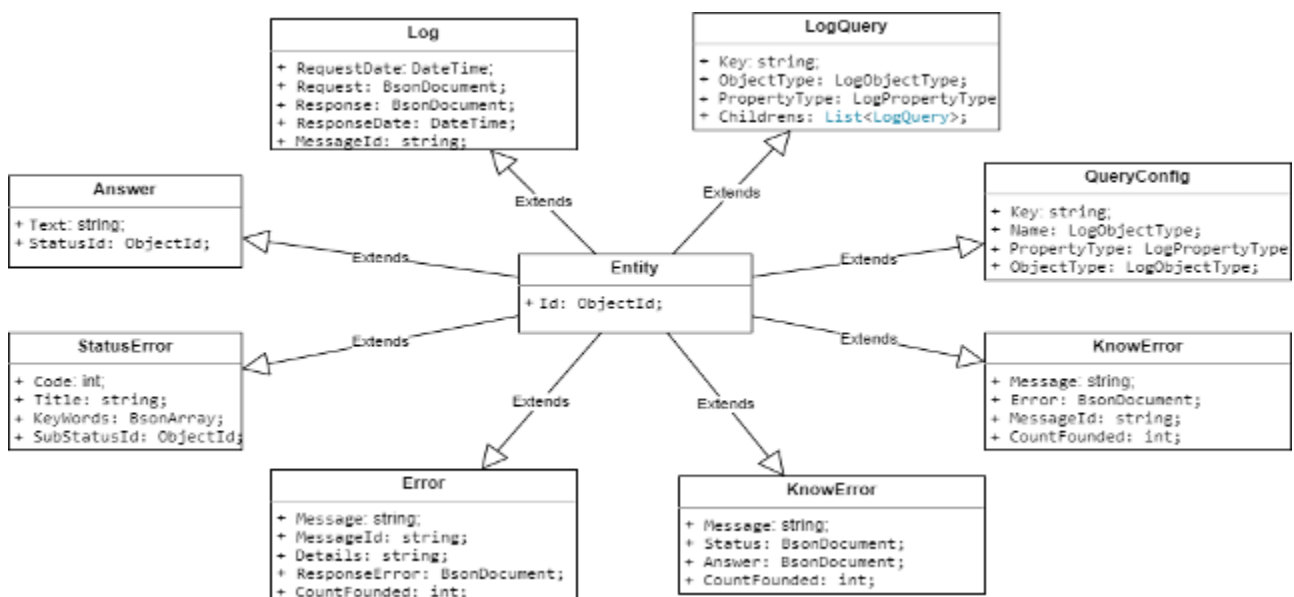 Log
+ RequestDate: DateTime;
+ Request: BsonDocument;
+ Response: BsonDocument;
+ ResponseDate: DateTime;
+ MessageId: string;
LogQuery
+ Key: string;
+ ObjectType: LogObjectType;
+ PropertyType: LogPropertyType
+ Childrens: List<LogQuery>;
Answer
+ Text: string;
+ StatusId: ObjectId;
QueryConfig
+ Key: string;
+ Name: LogObjectType;
+ PropertyType: LogPropertyType
+ ObjectType: LogObjectType;
Extends
Extends
Extends
Extends
Entity
+ Id: ObjectId;
StatusError
+ Code: int;
+ Title: string;
+ KeyWords: BsonArray;
+ SubStatusId: ObjectId;
Extends
Extends
Extends
Extends
KnowError
+ Message: string;
+ Error: BsonDocument;
+ MessageId: string;
+ CountFounded: int;
Error
+ Message: string;
+ MessageId: string;
+ Details: string;
+ ResponseError: BsonDocument;
+ CountFounded: int;
KnowError
+ Message: string;
+ Status: BsonDocument;
+ Answer: BsonDocument;
+ CountFounded: int;